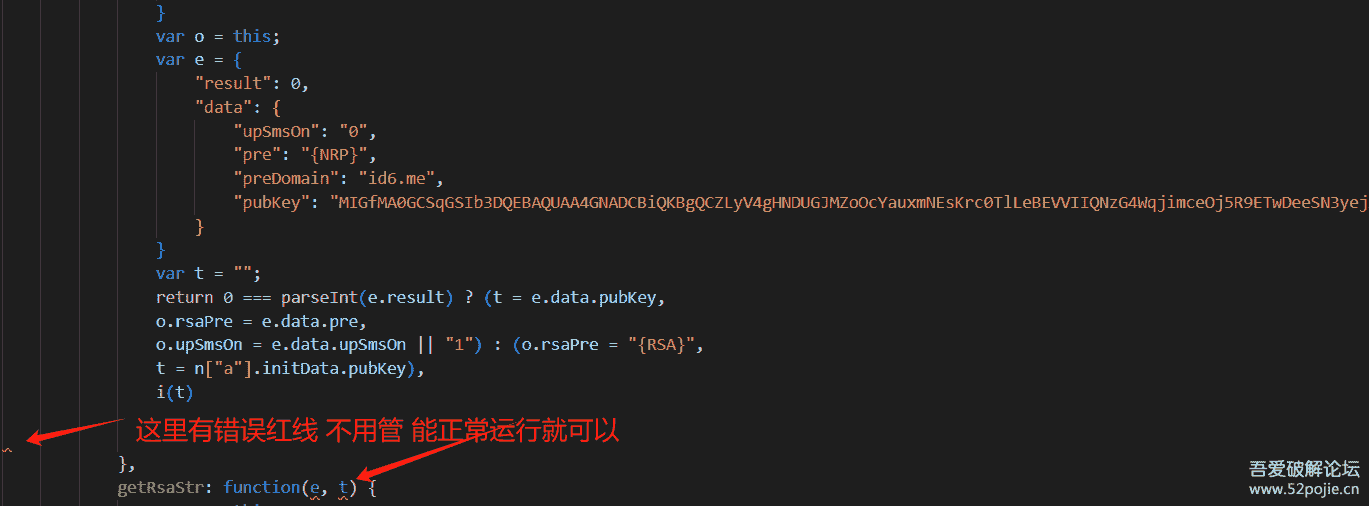 }
var o = this;
var e = {
"result": 0,
"data": {
"upSmsOn": "0",
"pre": "{NRP}",
"preDomain": "id6.me",
"pubKey": "MIGfMA0GCSqGSIb3DQEBAQUAA4GNADCBiQKBgQCZLyV4gHNDUGJMZoOcYauxmNEsKrc0TlLeBEVVIIQNzG4WqjimceOj5R9ETwDeeSN3yej
}
}
var t = "";
return 0 === parseInt(e.result) ? (t = e.data.pubKey,
o.rsaPre = e.data.pre,
o.upSmsOn = e.data.upSmsOn || "1") : (o.rsaPre = "{RSA}",
t = n["a"].initData.pubKey),
i(t)
这里有错误红线 不用管 能正常运行就可以
},
getRsaStr: function(e, t) {
吾爱破解论坛
www.52pojie.cn